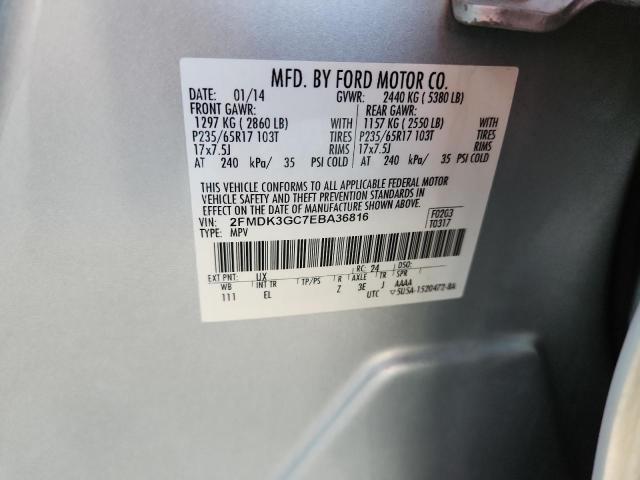 MFD. BY FORD MOTOR CO.
DATE: 01/14 GVWR: 2440 KG ( 5380 LB)
FRONT GAWR: REAR GAWR:
1297 KG ( 2860 LB) WITH 1157 KG ( 2550 LB) WITH
P235/65R17 103T TIRES P235/65R17 103T TIRES
17x7.5J RIMS 17x7.5J RIMS
AT 240 kPa/ 35 PSI COLD AT 240 kPa/ 35 PSI COLD
THIS VEHICLE CONFORMS TO ALL APPLICABLE FEDERAL MOTOR
VEHICLE SAFETY AND THEFT PREVENTION STANDARDS
IN EFFECT ON THE DATE OF MANUFACTURE SHOWN ABOVE.
VIN: 2FMDK3GC7EBA36816 F0203
TYPE: MPV T0317
EXT PNT: UX RC: 24 DSO:
WB INT TR TP/PS R AXLE TR SPR
111 EL Z 3E J AAAA
UTC 5U5A-1520472-BA